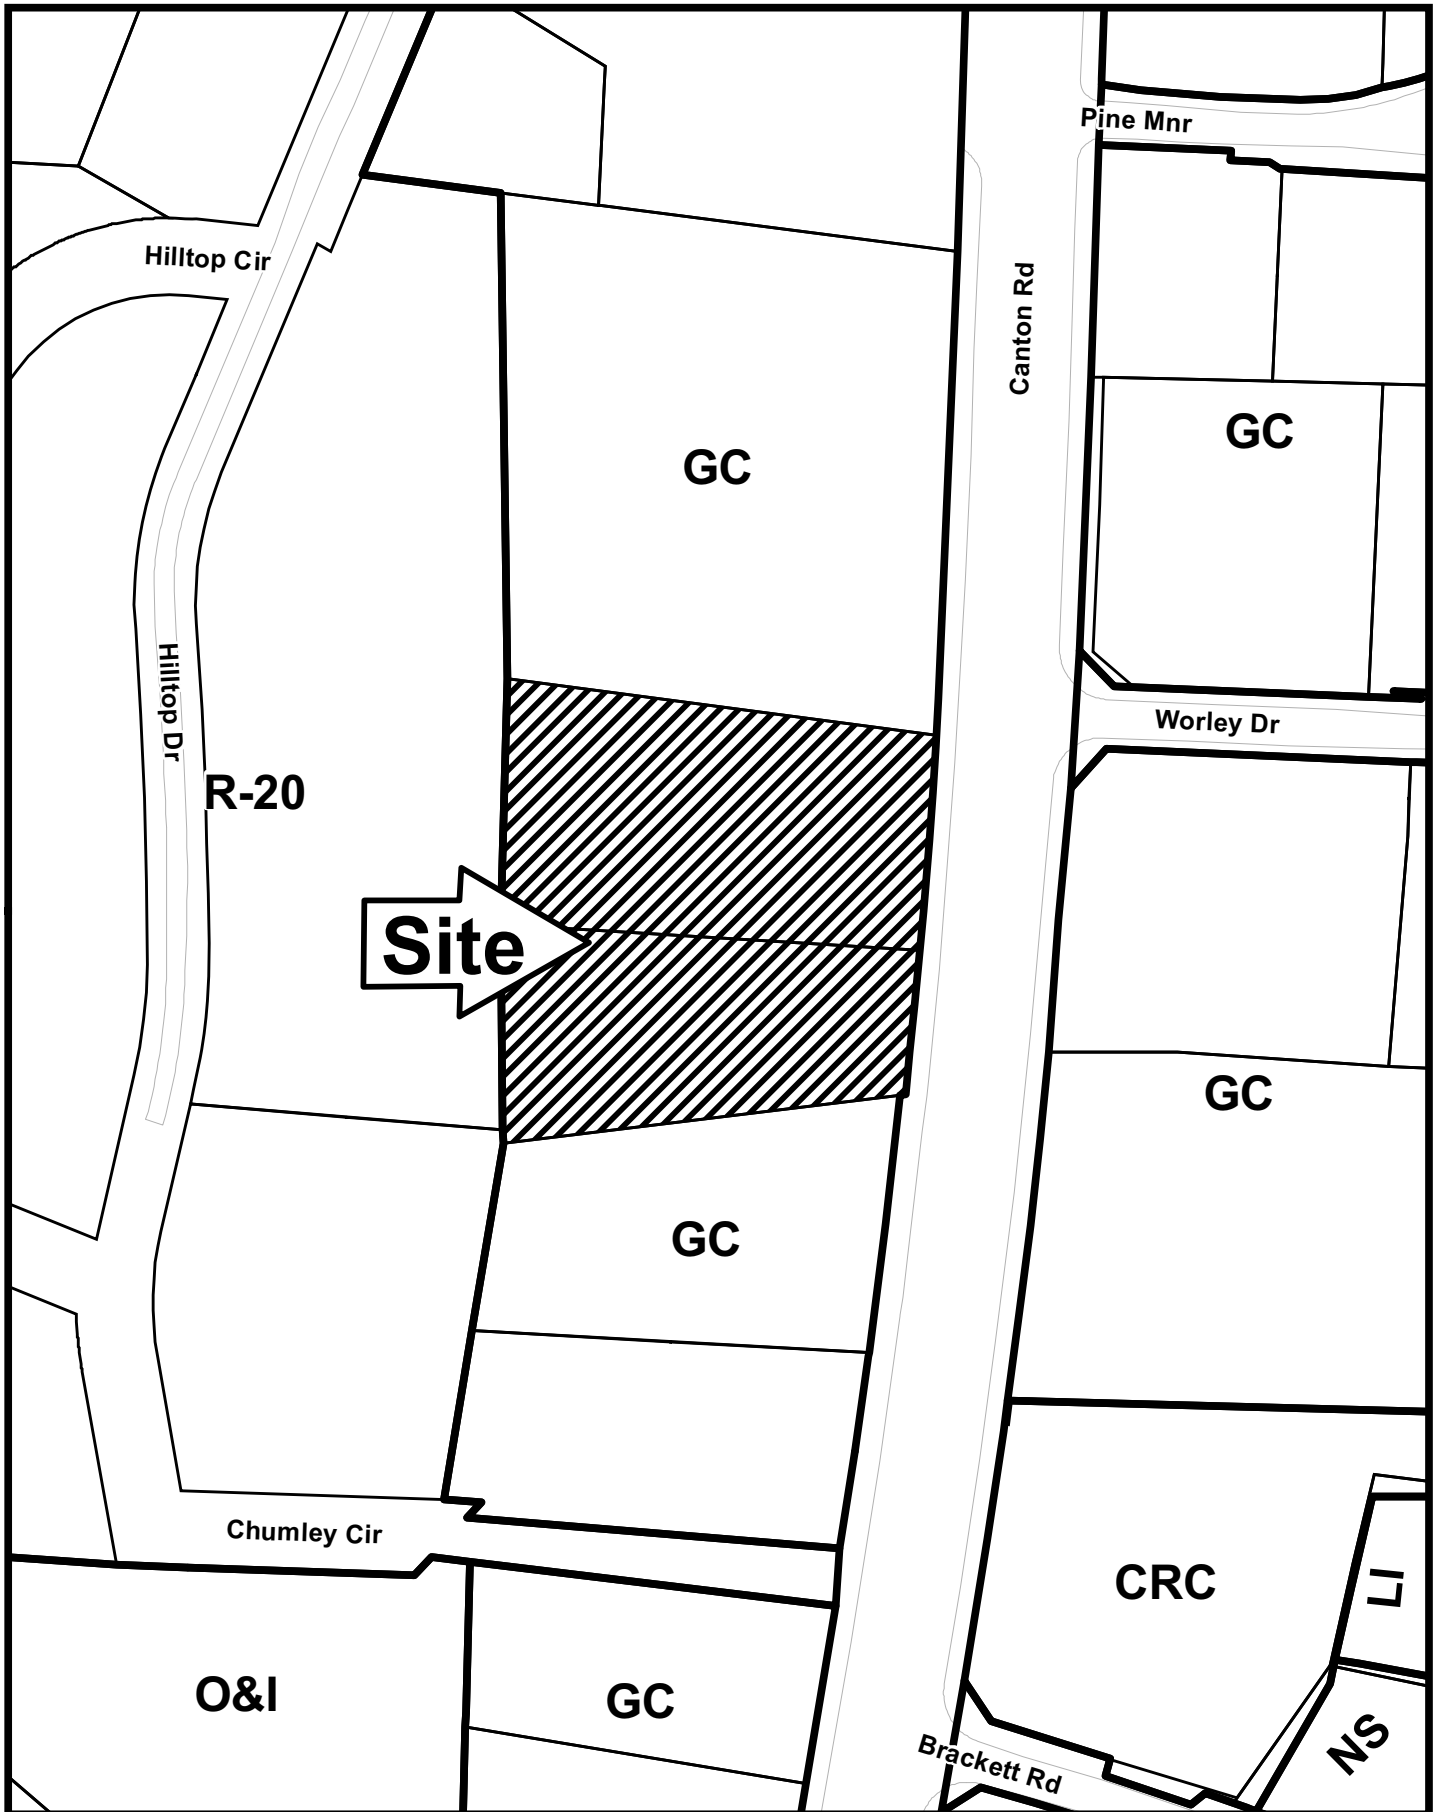 Pine Mnr
Hilltop Cir
Canton Rd
GC
GC
Hilltop Dr
Worley Dr
R-20
Site
GC
GC
Chumley Cir
CRC
LI
O&I
GC
NS
Brackett Rd